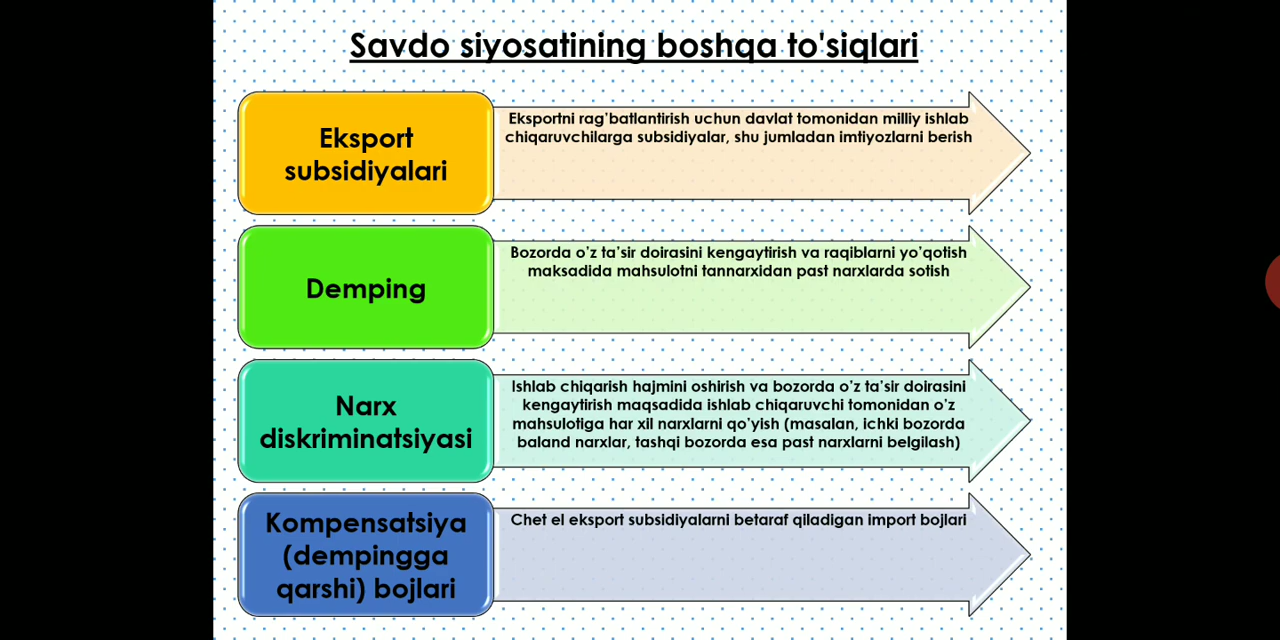 Savdo siyosatining boshqa to'siqlari
Eksport
subsidiyalari
Eksportni rag’batlantirish uchun davlat tomonidan milliy ishlab
chiqaruvchilarga subsidiyalar, shu jumladan imtiyozlarni berish
Demping
Bozorda o’z ta’sir doirasini kengaytirish va raqiblarni yo’qotish
maksadida mahsulotni tannarxidan past narxlarda sotish
Narx
diskriminatsiyasi
Ishlab chiqarish hajmini oshirish va bozorda o’z ta’sir doirasini
kengaytirish maqsadida ishlab chiqaruvchi tomonidan o’z
mahsulotiga har xil narxlarni qo’yish (masalan, ichki bozorda
baland narxlar, tashqi bozorda esa past narxlarni belgilash)
Kompensatsiya
(dempingga
qarshi) bojlari
Chet el eksport subsidiyalarni betaraf qiladigan import bojlari